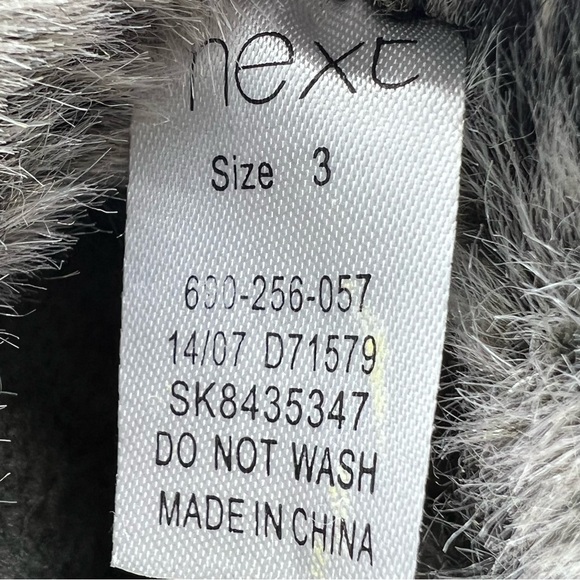 next
Size 3
690-256-057
14/07 D71579
SK8435347
DO NOT WASH
MADE IN CHINA